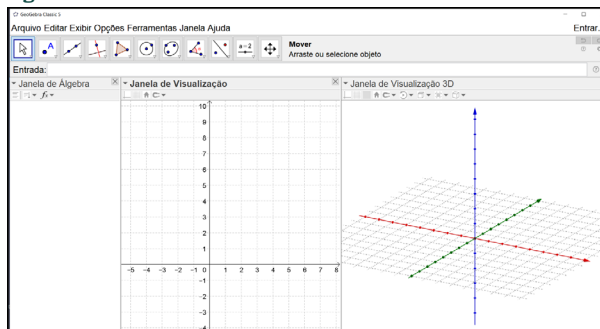 GeoGebra Classic 5
Arquivo Editar Exibir Opções Ferramentas Janela Ajuda
Entrar...
A
a=2
Mover
Arraste ou selecione objeto
Entrada:
Janela de Álgebra
Janela de Visualização
Janela de Visualização 3D
10
9
8
7
6
5
4
3
2
1
-5 -4 -3 -2 -1 0 1 2 3 4 5 6 7 8
-1
-2
-3
-4